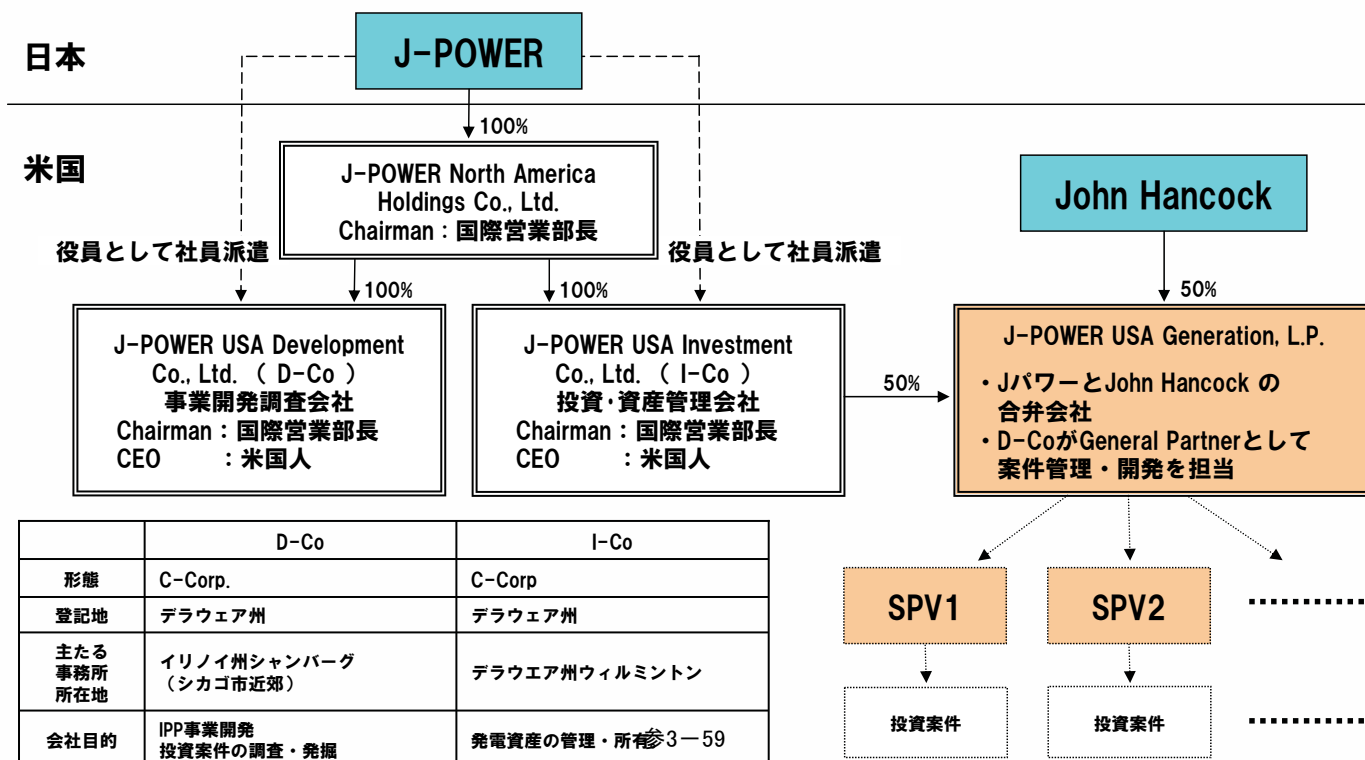 日本
J-POWER
100%
米国
J-POWER North America
Holdings Co., Ltd.
Chairman：国際営業部長
John Hancock
役員として社員派遣
役員として社員派遣
100%
100%
50%
J-POWER USA Development
Co., Ltd. （ D-Co ）
事業開発調査会社
Chairman：国際営業部長
CEO ：米国人
J-POWER USA Investment
Co., Ltd. （ I-Co ）
投資・資産管理会社
Chairman：国際営業部長
CEO ：米国人
50%
J-POWER USA Generation, L.P.
・JパワーとJohn Hancock の
合弁会社
・D-CoがGeneral Partnerとして
案件管理・開発を担当
D-Co I-Co
形態 C-Corp. C-Corp
登記地 デラウェア州 デラウェア州
主たる
事務所
所在地
イリノイ州シャンバーグ
（シカゴ市近郊）
デラウエア州ウィルミントン
会社目的
IPP事業開発
投資案件の調査・発掘
発電資産の管理・所有
参3－59
SPV1 SPV2
投資案件 投資案件